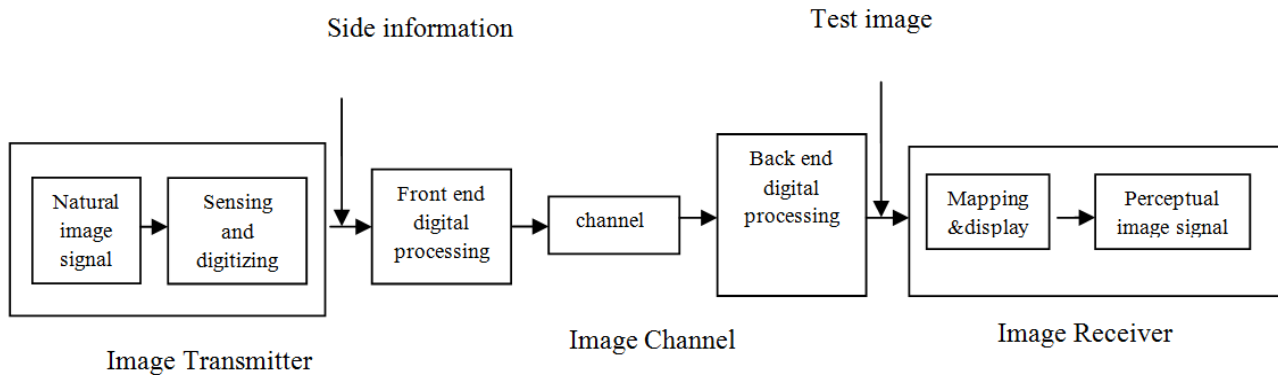 Side information
Test image
Natural
image
signal
Sensing
and
digitizing
Front end
digital
processing
channel
Back end
digital
processing
Mapping
&display
Perceptual
image signal
Image Transmitter
Image Channel
Image Receiver